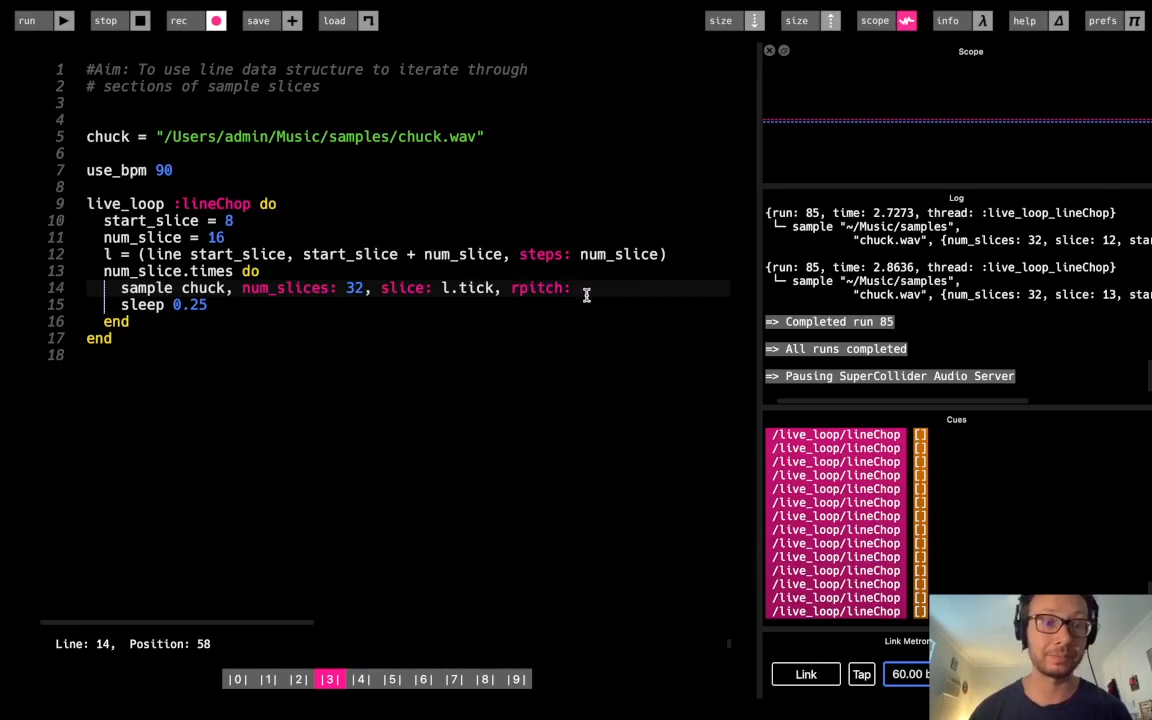 run stop rec save + load size size scope info λ help Δ prefs π
Scope
1 #Aim: To use line data structure to iterate through
2 # sections of sample slices
3
4
5 chuck = "/Users/admin/Music/samples/chuck.wav"
6
7 use_bpm 90
8
9 live_loop :lineChop do
10 start_slice = 8
11 num_slice = 16
12 l = (line start_slice, start_slice + num_slice, steps: num_slice)
13 num_slice.times do
14 sample chuck, num_slices: 32, slice: l.tick, rpitch:
15 sleep 0.25
16 end
17 end
18
Line: 14, Position: 58
|0| |1| |2| |3| |4| |5| |6| |7| |8| |9|
Log
{run: 85, time: 2.7273, thread: :live_loop_lineChop}
└─ sample "~/Music/samples",
"chuck.wav", {num_slices: 32, slice: 12, sta
{run: 85, time: 2.8636, thread: :live_loop_lineChop}
└─ sample "~/Music/samples",
"chuck.wav", {num_slices: 32, slice: 13, sta
=> Completed run 85
=> All runs completed
=> Pausing SuperCollider Audio Server
Cues
/live_loop/lineChop []
/live_loop/lineChop []
/live_loop/lineChop []
/live_loop/lineChop []
/live_loop/lineChop []
/live_loop/lineChop []
/live_loop/lineChop []
/live_loop/lineChop []
/live_loop/lineChop []
/live_loop/lineChop []
/live_loop/lineChop []
/live_loop/lineChop []
/live_loop/lineChop []
/live_loop/lineChop []
Link Metron
Link Tap 60.00 b